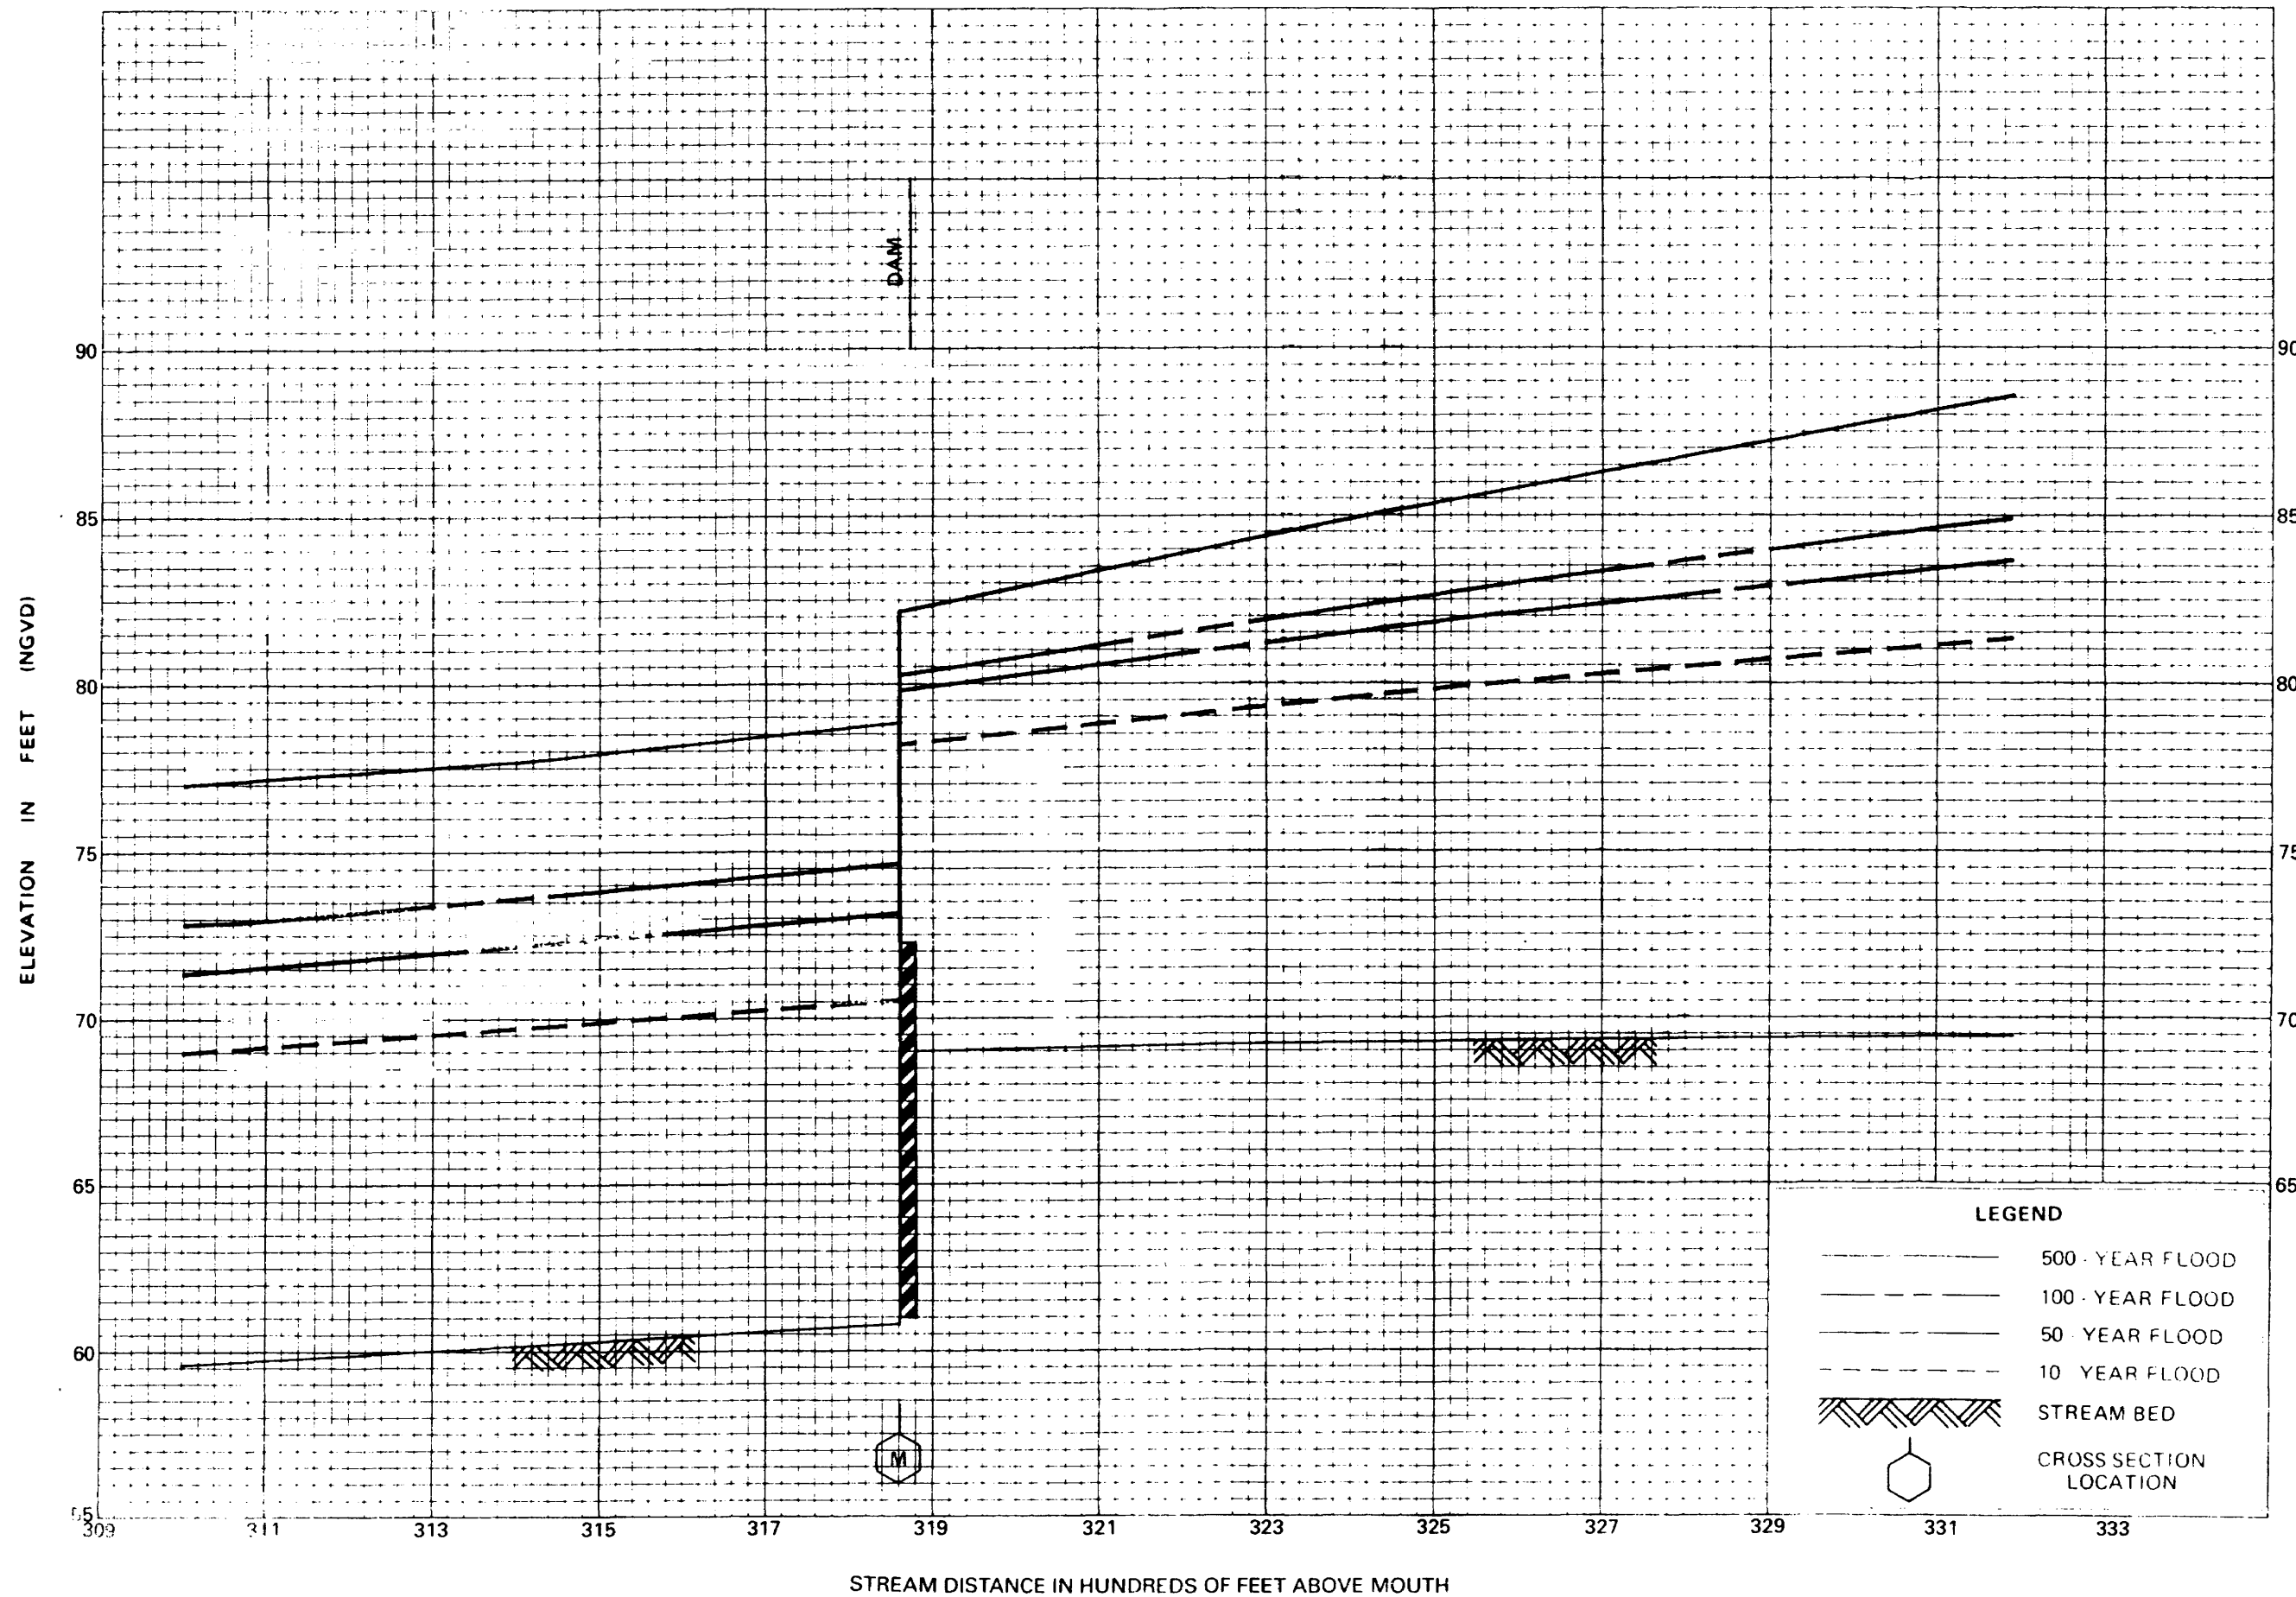 DAM
90
85
80
75
70
65
60
55
90
85
80
75
70
65
ELEVATION IN FEET (NGVD)
M
309 311 313 315 317 319 321 323 325 327 329 331 333
STREAM DISTANCE IN HUNDREDS OF FEET ABOVE MOUTH
LEGEND
500 - YEAR FLOOD
100 - YEAR FLOOD
50 - YEAR FLOOD
10 YEAR FLOOD
STREAM BED
CROSS SECTION
LOCATION